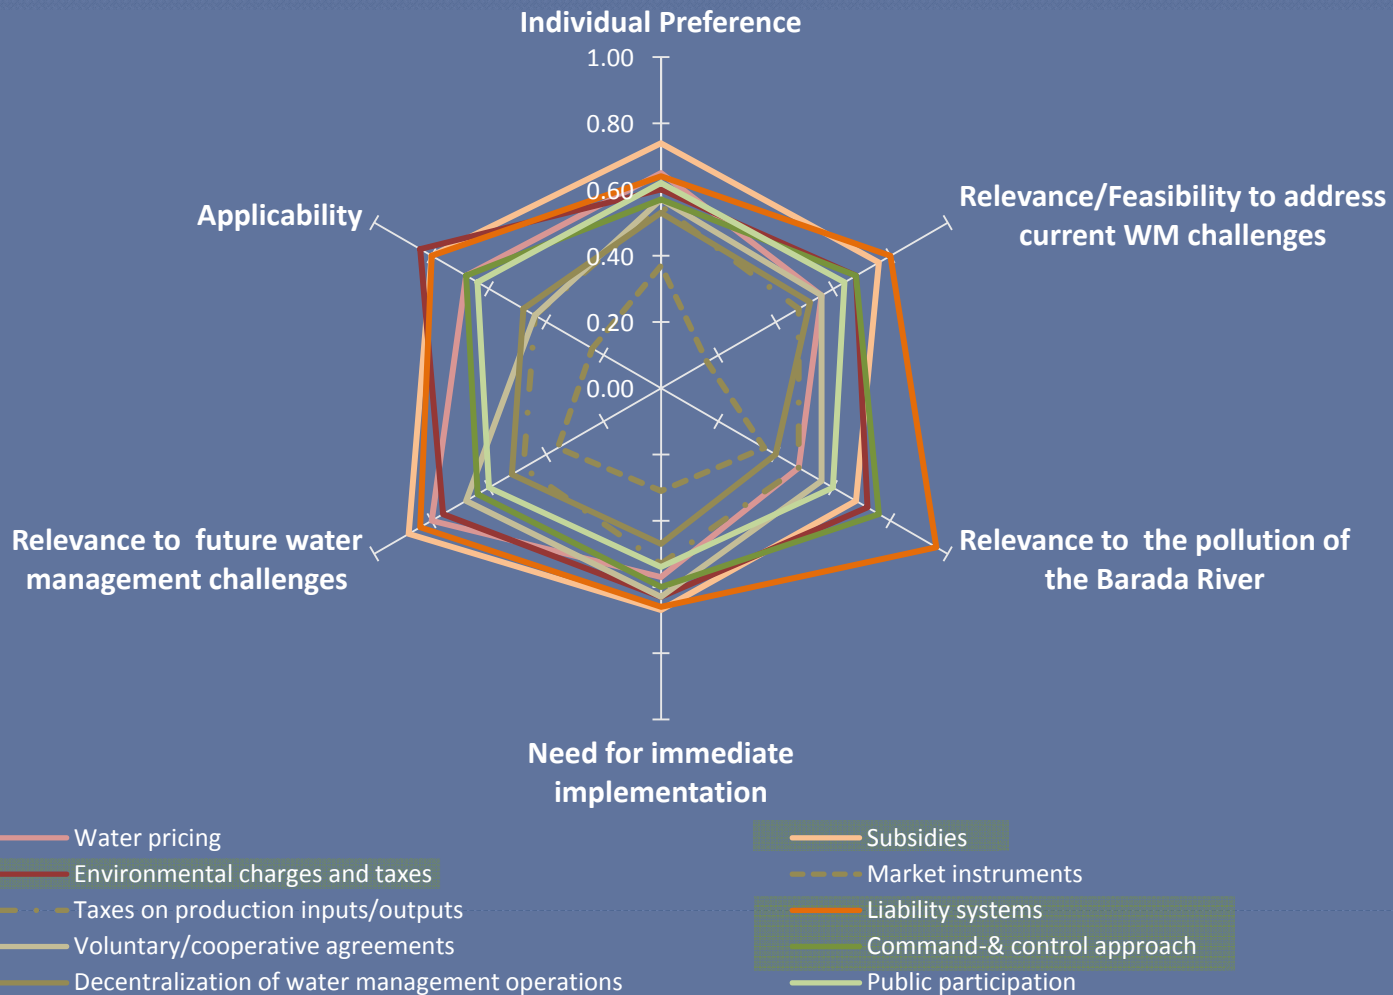 Individual Preference
1.00
0.80
0.60
0.40
0.20
0.00
Relevance/Feasibility to address
current WM challenges
Applicability
Relevance to  the pollution of
the Barada River
Relevance to  future water
management challenges
Need for immediate
implementation
Water pricing
Subsidies
Environmental charges and taxes
Market instruments
Taxes on production inputs/outputs
Liability systems
Voluntary/cooperative agreements
Command-& control approach
Decentralization of water management operations
Public participation